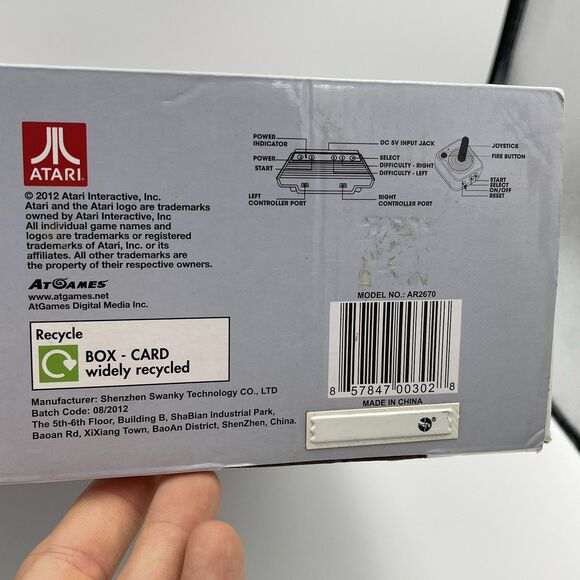 ATARI
© 2012 Atari Interactive, Inc.
Atari and the Atari logo are trademarks
owned by Atari Interactive, Inc
All individual game names and
logos are trademarks or registered
trademarks of Atari, Inc. or its
affiliates. All other trademarks are
the property of their respective owners.
ATGAMES
www.atgames.net
AtGames Digital Media Inc.
Recycle
BOX - CARD
widely recycled
Manufacturer: Shenzhen Swanky Technology CO., LTD
Batch Code: 08/2012
The 5th-6th Floor, Building B, ShaBian Industrial Park,
Baoan Rd, XiXiang Town, BaoAn District, ShenZhen, China.
POWER
INDICATOR
POWER
START
LEFT
CONTROLLER PORT
DC 5V INPUT JACK
SELECT
DIFFICULTY - RIGHT
DIFFICULTY - LEFT
RIGHT
CONTROLLER PORT
JOYSTICK
FIRE BUTTON
START
SELECT
ON/OFF
RESET
MODEL NO.: AR2670
8 57847 00302 8
MADE IN CHINA